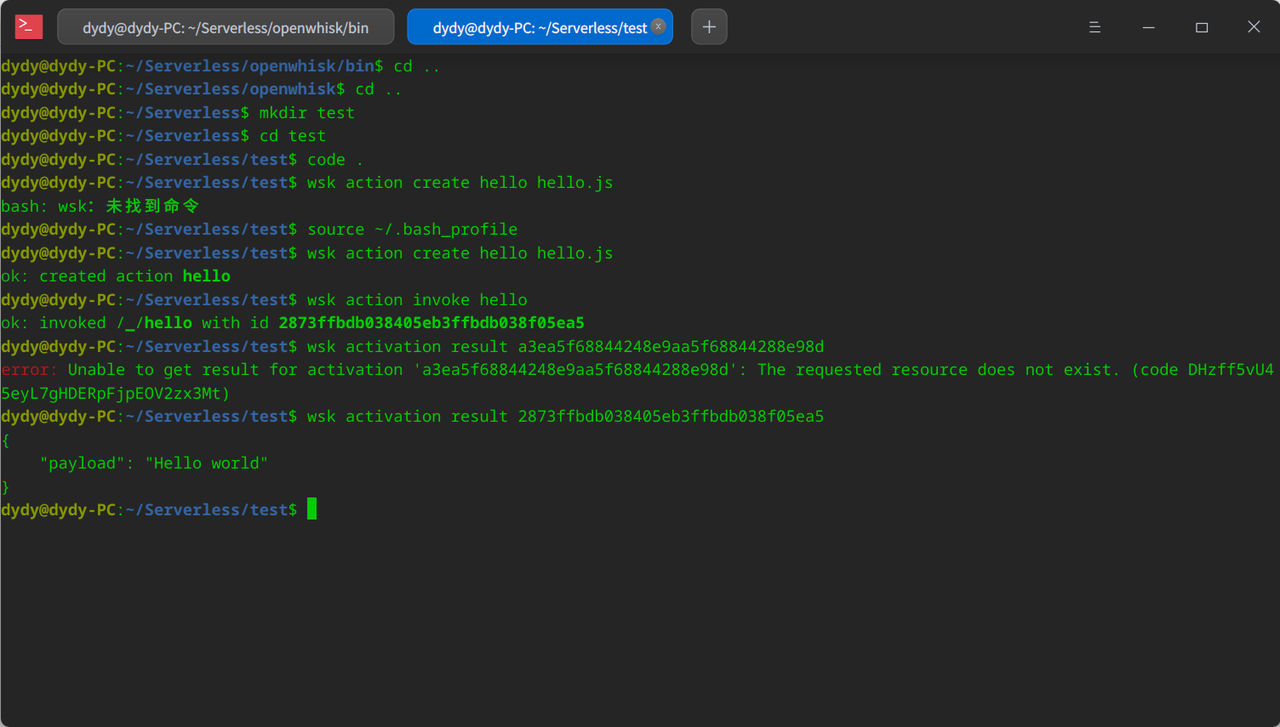 dydy@dydy-PC: ~/Serverless/openwhisk/bin
dydy@dydy-PC: ~/Serverless/test
dydy@dydy-PC:~/Serverless/openwhisk/bin$ cd ..
dydy@dydy-PC:~/Serverless/openwhisk$ cd ..
dydy@dydy-PC:~/Serverless$ mkdir test
dydy@dydy-PC:~/Serverless$ cd test
dydy@dydy-PC:~/Serverless/test$ code .
dydy@dydy-PC:~/Serverless/test$ wsk action create hello hello.js
bash: wsk: 未找到命令
dydy@dydy-PC:~/Serverless/test$ source ~/.bash_profile
dydy@dydy-PC:~/Serverless/test$ wsk action create hello hello.js
ok: created action hello
dydy@dydy-PC:~/Serverless/test$ wsk action invoke hello
ok: invoked /_/hello with id 2873ffbdb038405eb3ffbdb038f05ea5
dydy@dydy-PC:~/Serverless/test$ wsk activation result a3ea5f68844248e9aa5f68844288e98d
error: Unable to get result for activation 'a3ea5f68844248e9aa5f68844288e98d': The requested resource does not exist. (code DHzff5vU4
5eyL7gHDERpFjpEOV2zx3Mt)
dydy@dydy-PC:~/Serverless/test$ wsk activation result 2873ffbdb038405eb3ffbdb038f05ea5
{
    "payload": "Hello world"
}
dydy@dydy-PC:~/Serverless/test$